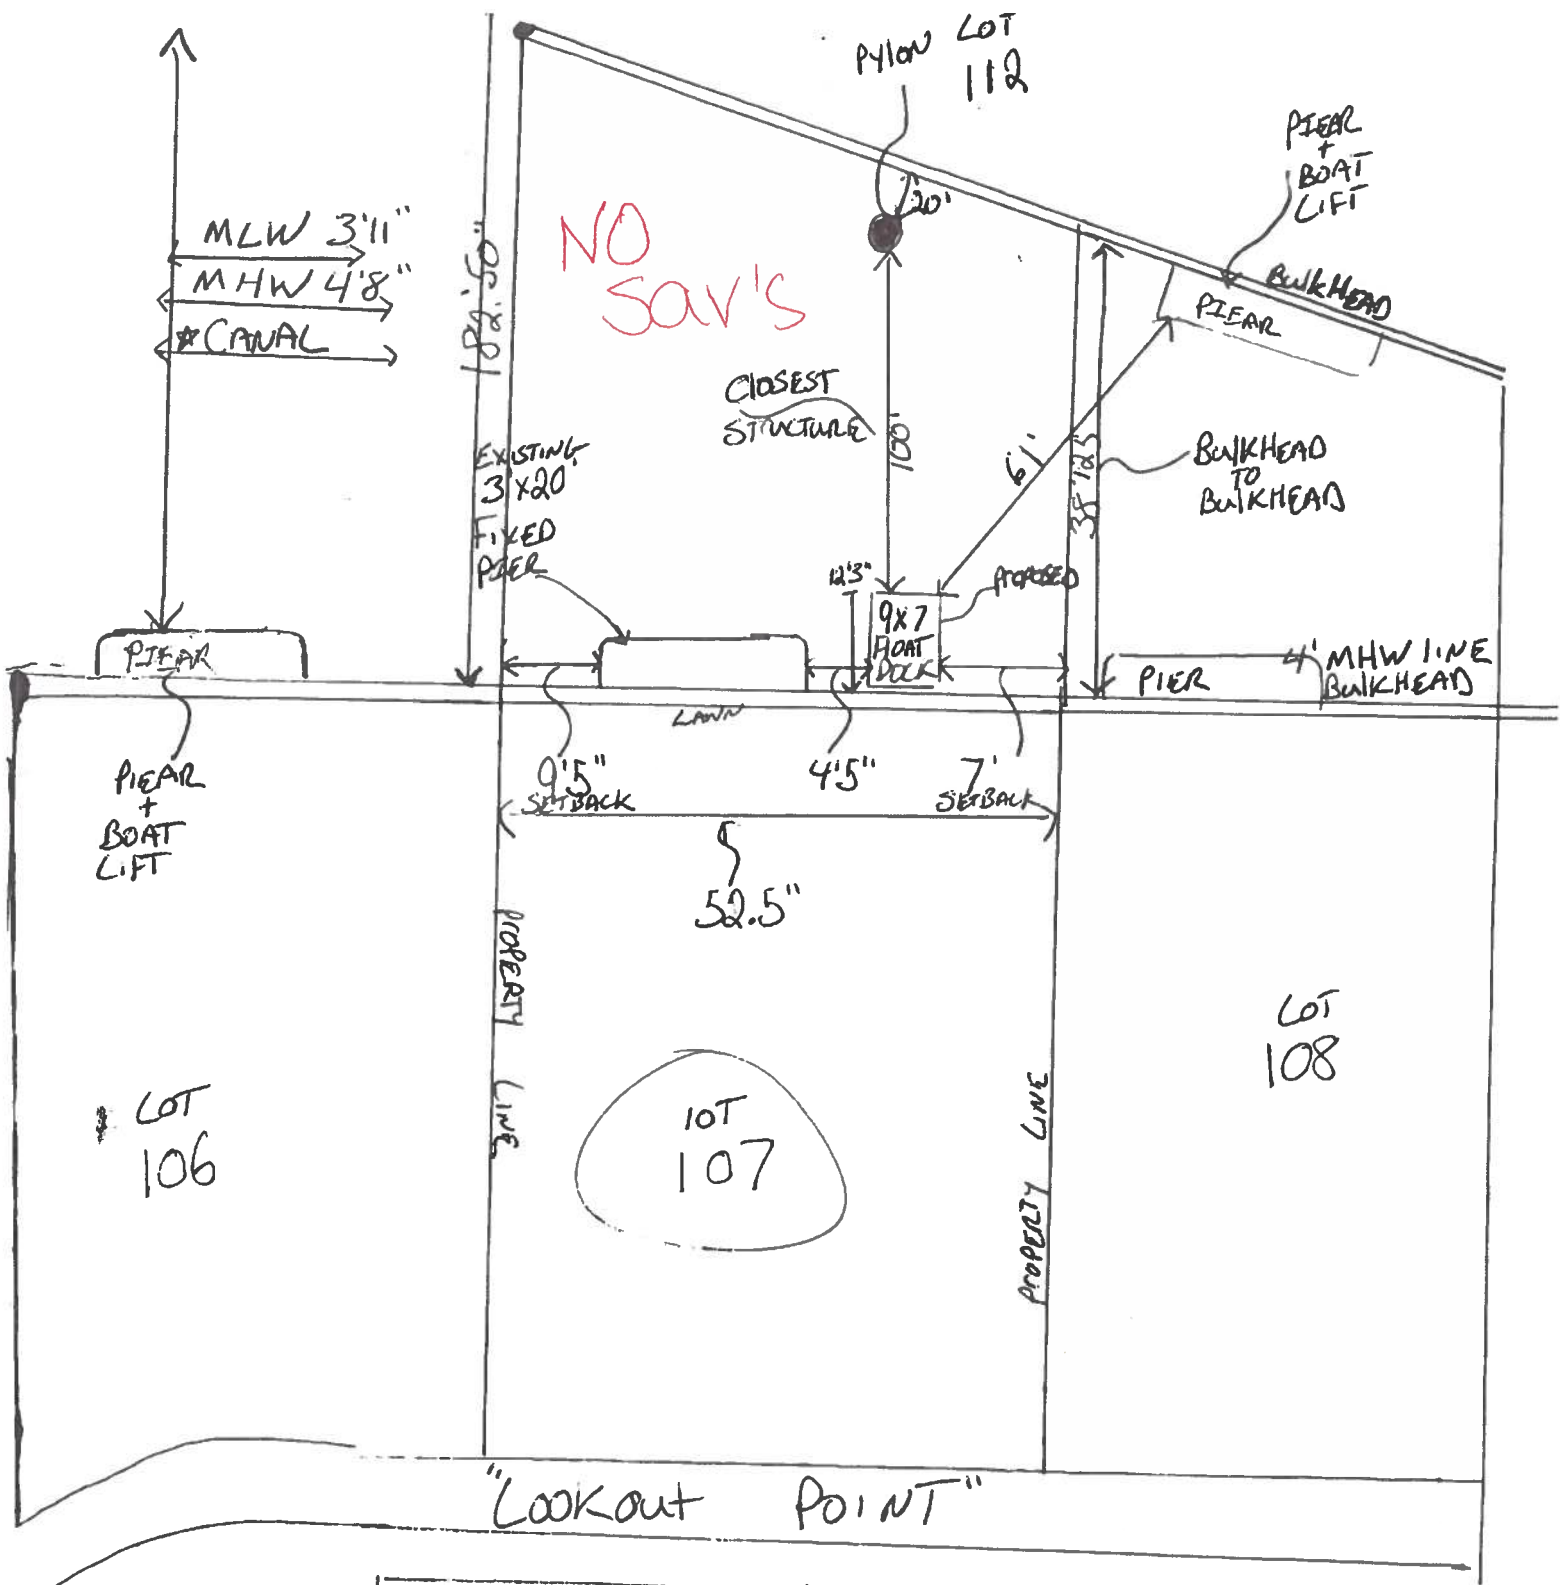 LOT
112
PYLON
PIEAR
+
BOAT
LIFT
MLW 3'11"
MHW 4'8"
*CANAL
182'.50"
NO
SAV'S
20'
BULKHEAD
PIEAR
CLOSEST
STRUCTURE
100'
61'
38'125
BULKHEAD
TO
BULKHEAD
EXISTING
3'X20'
FIXED
PIER
12'3"
PROPOSED
9X7
FLOAT
DOCK
PIEAR
PIER
4' MHW LINE
BULKHEAD
LAWN
PIEAR
+
BOAT
LIFT
9'5"
SETBACK
4'5"
7'
SETBACK
52.5"
PROPERTY LINE
PROPERTY LINE
LOT
106
LOT
107
LOT
108
"LOOKOUT POINT"